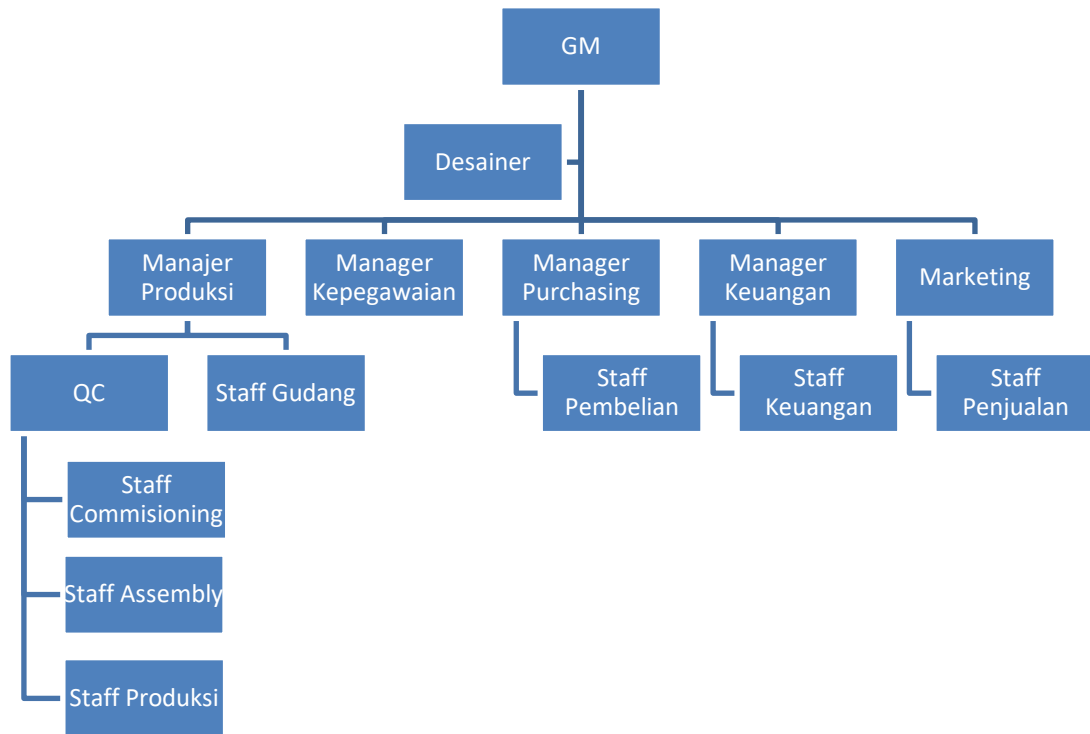 GM
Desainer
Manajer
Produksi
Manager
Kepegawaian
Manager
Purchasing
Manager
Keuangan
Marketing
QC
Staff Gudang
Staff
Pembelian
Staff
Keuangan
Staff
Penjualan
Staff
Commisioning
Staff Assembly
Staff Produksi